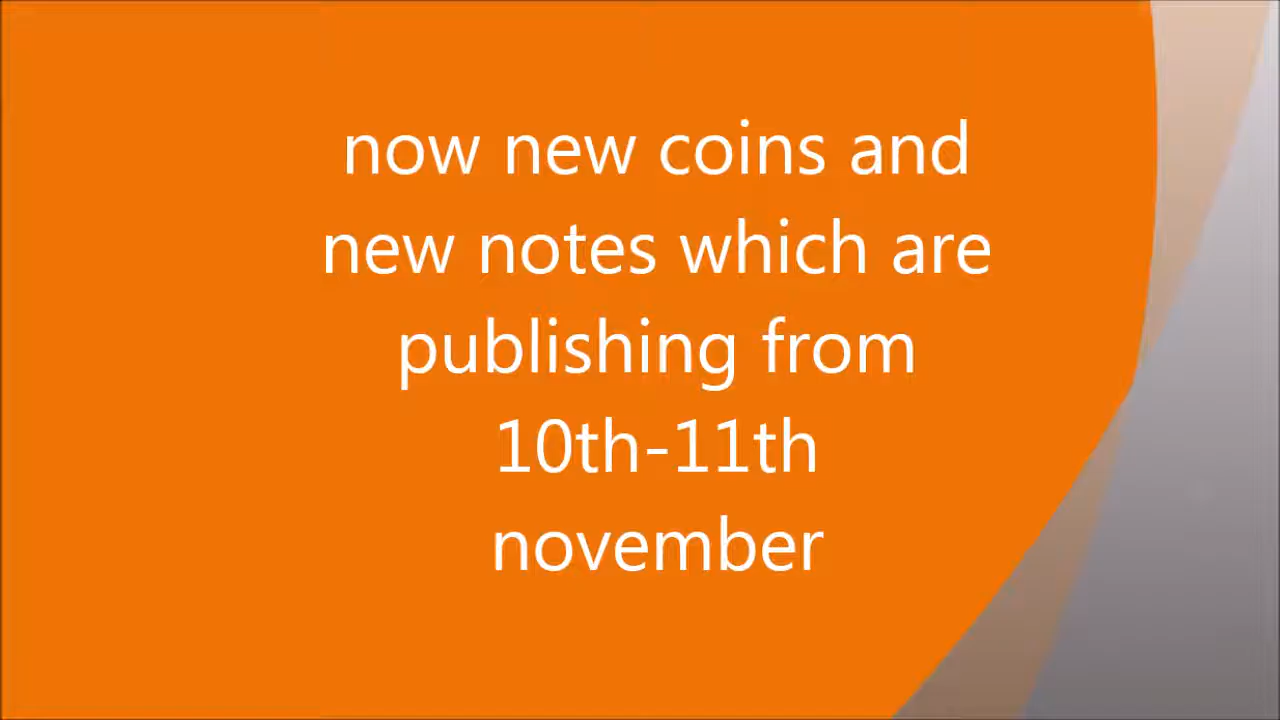 now new coins and
new notes which are
publishing from
10th-11th
november